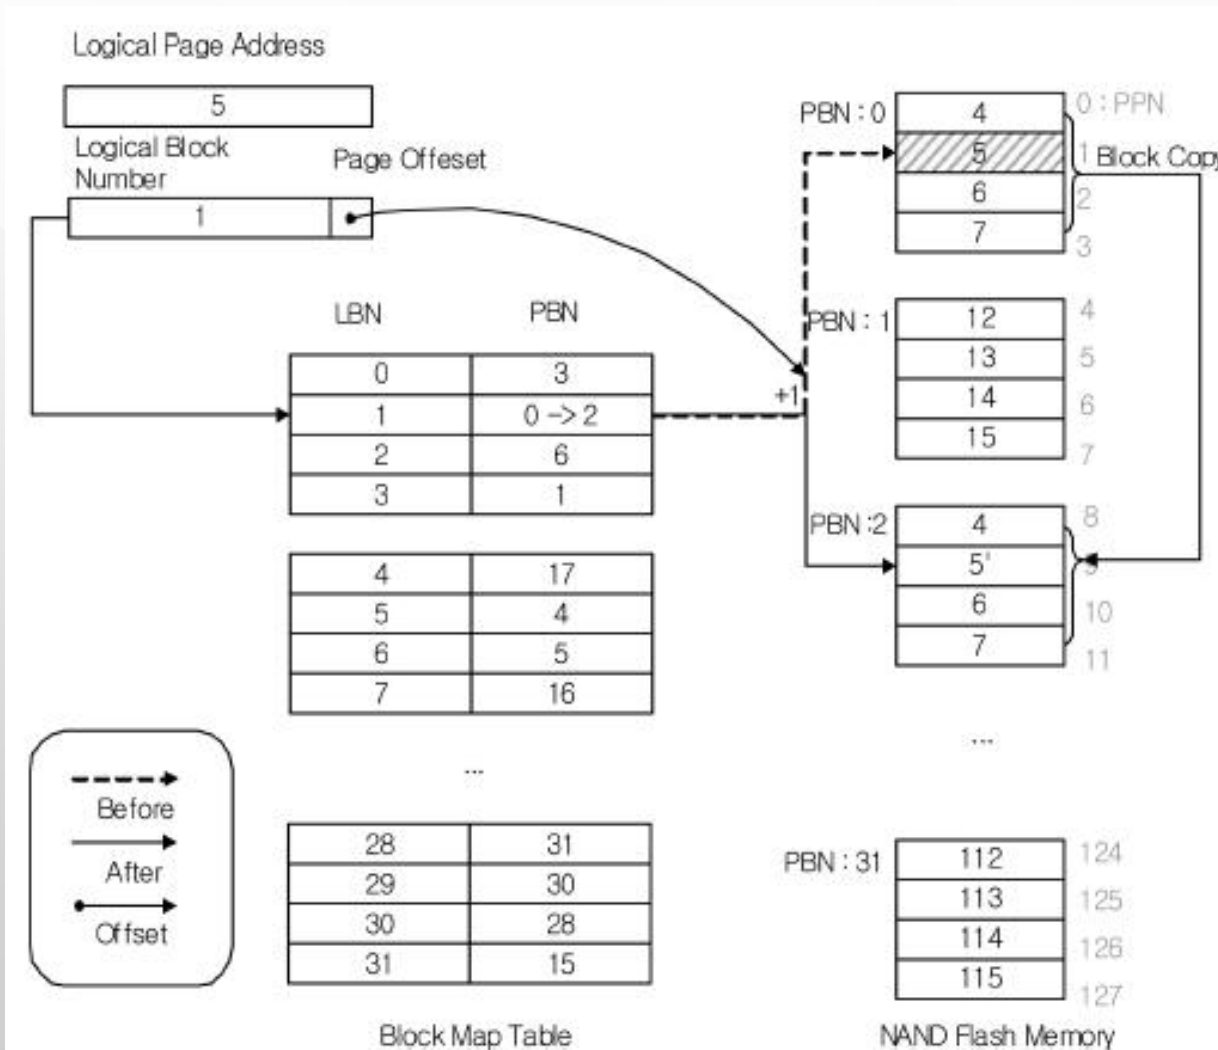 Logical Page Address
5
Logical Block
Number
Page Offeset
1
LBN PBN
0 3
1 0 -> 2
2 6
3 1
4 17
5 4
6 5
7 16
...
28 31
29 30
30 28
31 15
Block Map Table
Before
After
Offset
+1
PBN : 0
4 0 : PPN
5 1
6 2
7 3
Block Copy
PBN : 1
12 4
13 5
14 6
15 7
PBN :2
4 8
5' 9
6 10
7 11
...
PBN : 31
112 124
113 125
114 126
115 127
NAND Flash Memory